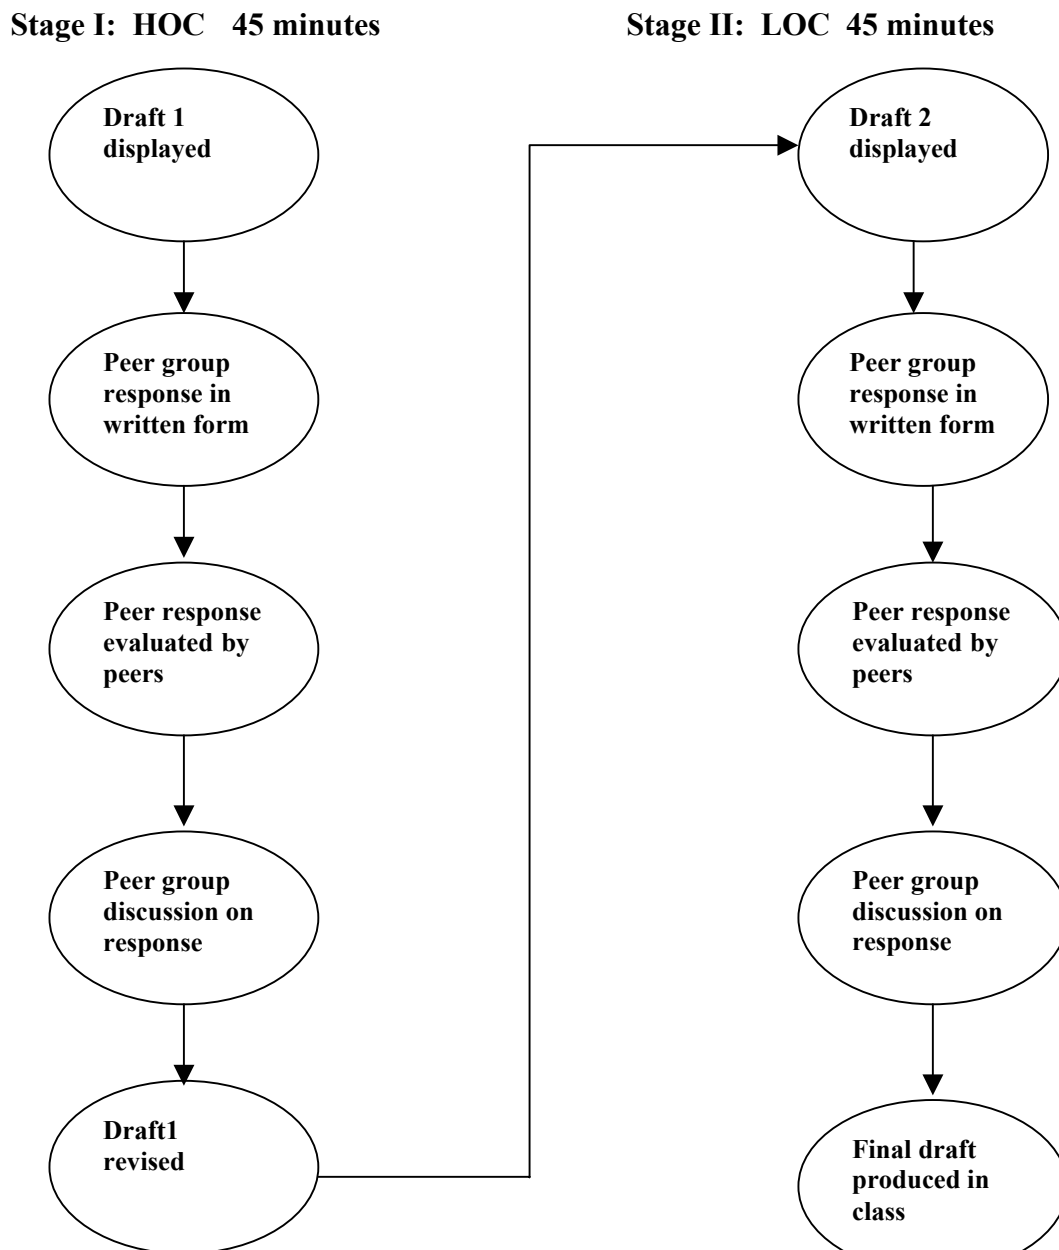 Stage I: HOC 45 minutes
Draft 1
displayed
Peer group
response in
written form
Peer response
evaluated by
peers
Peer group
discussion on
response
Draft1
revised
Stage II: LOC 45 minutes
Draft 2
displayed
Peer group
response in
written form
Peer response
evaluated by
peers
Peer group
discussion on
response
Final draft
produced in
class